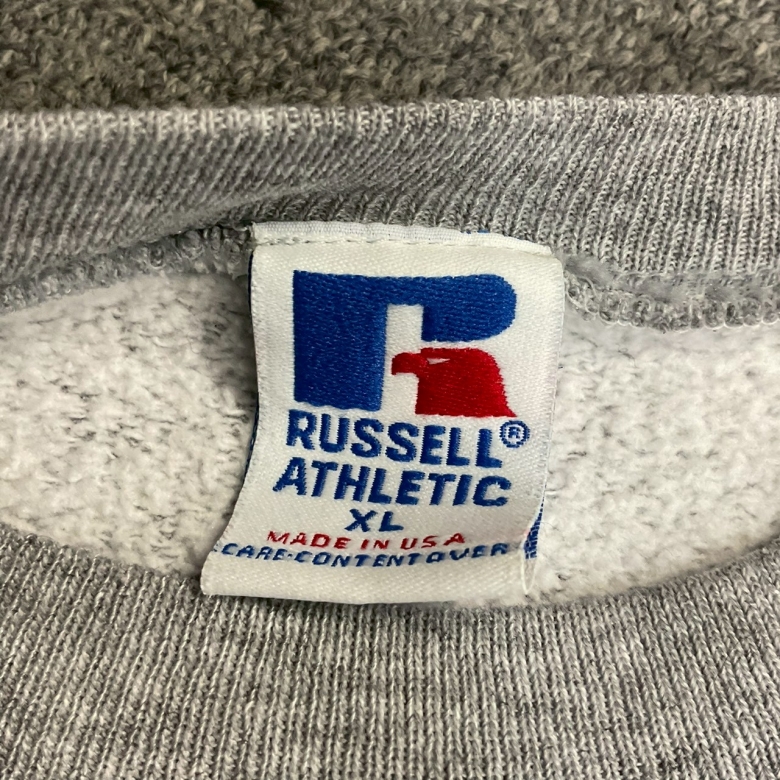 RUSSELL®
ATHLETIC
XL
MADE IN USA
CARE-CONTENT OVER